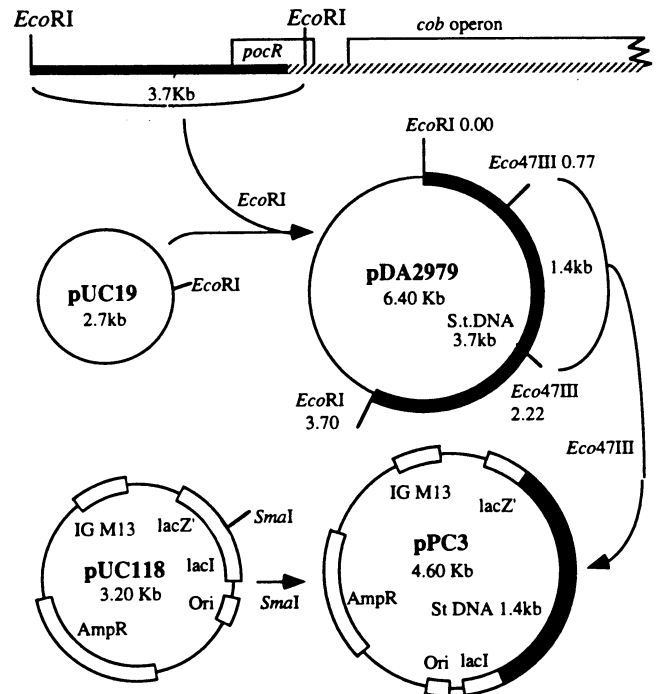 EcoRI EcoRI
cob operon
pocR
3.7Kb
EcoRI 0.00
Eco47III 0.77
EcoRI
pUC19
2.7kb
EcoRI
pDA2979
6.40 Kb
1.4kb
S.t.DNA
3.7kb
EcoRI
3.70
Eco47III
2.22
Eco47III
IG M13
lacZ'
SmaI
pUC118
3.20 Kb
lacI
Ori
AmpR
SmaI
IG M13
lacZ'
pPC3
4.60 Kb
AmpR
St DNA 1.4kb
Ori lacI